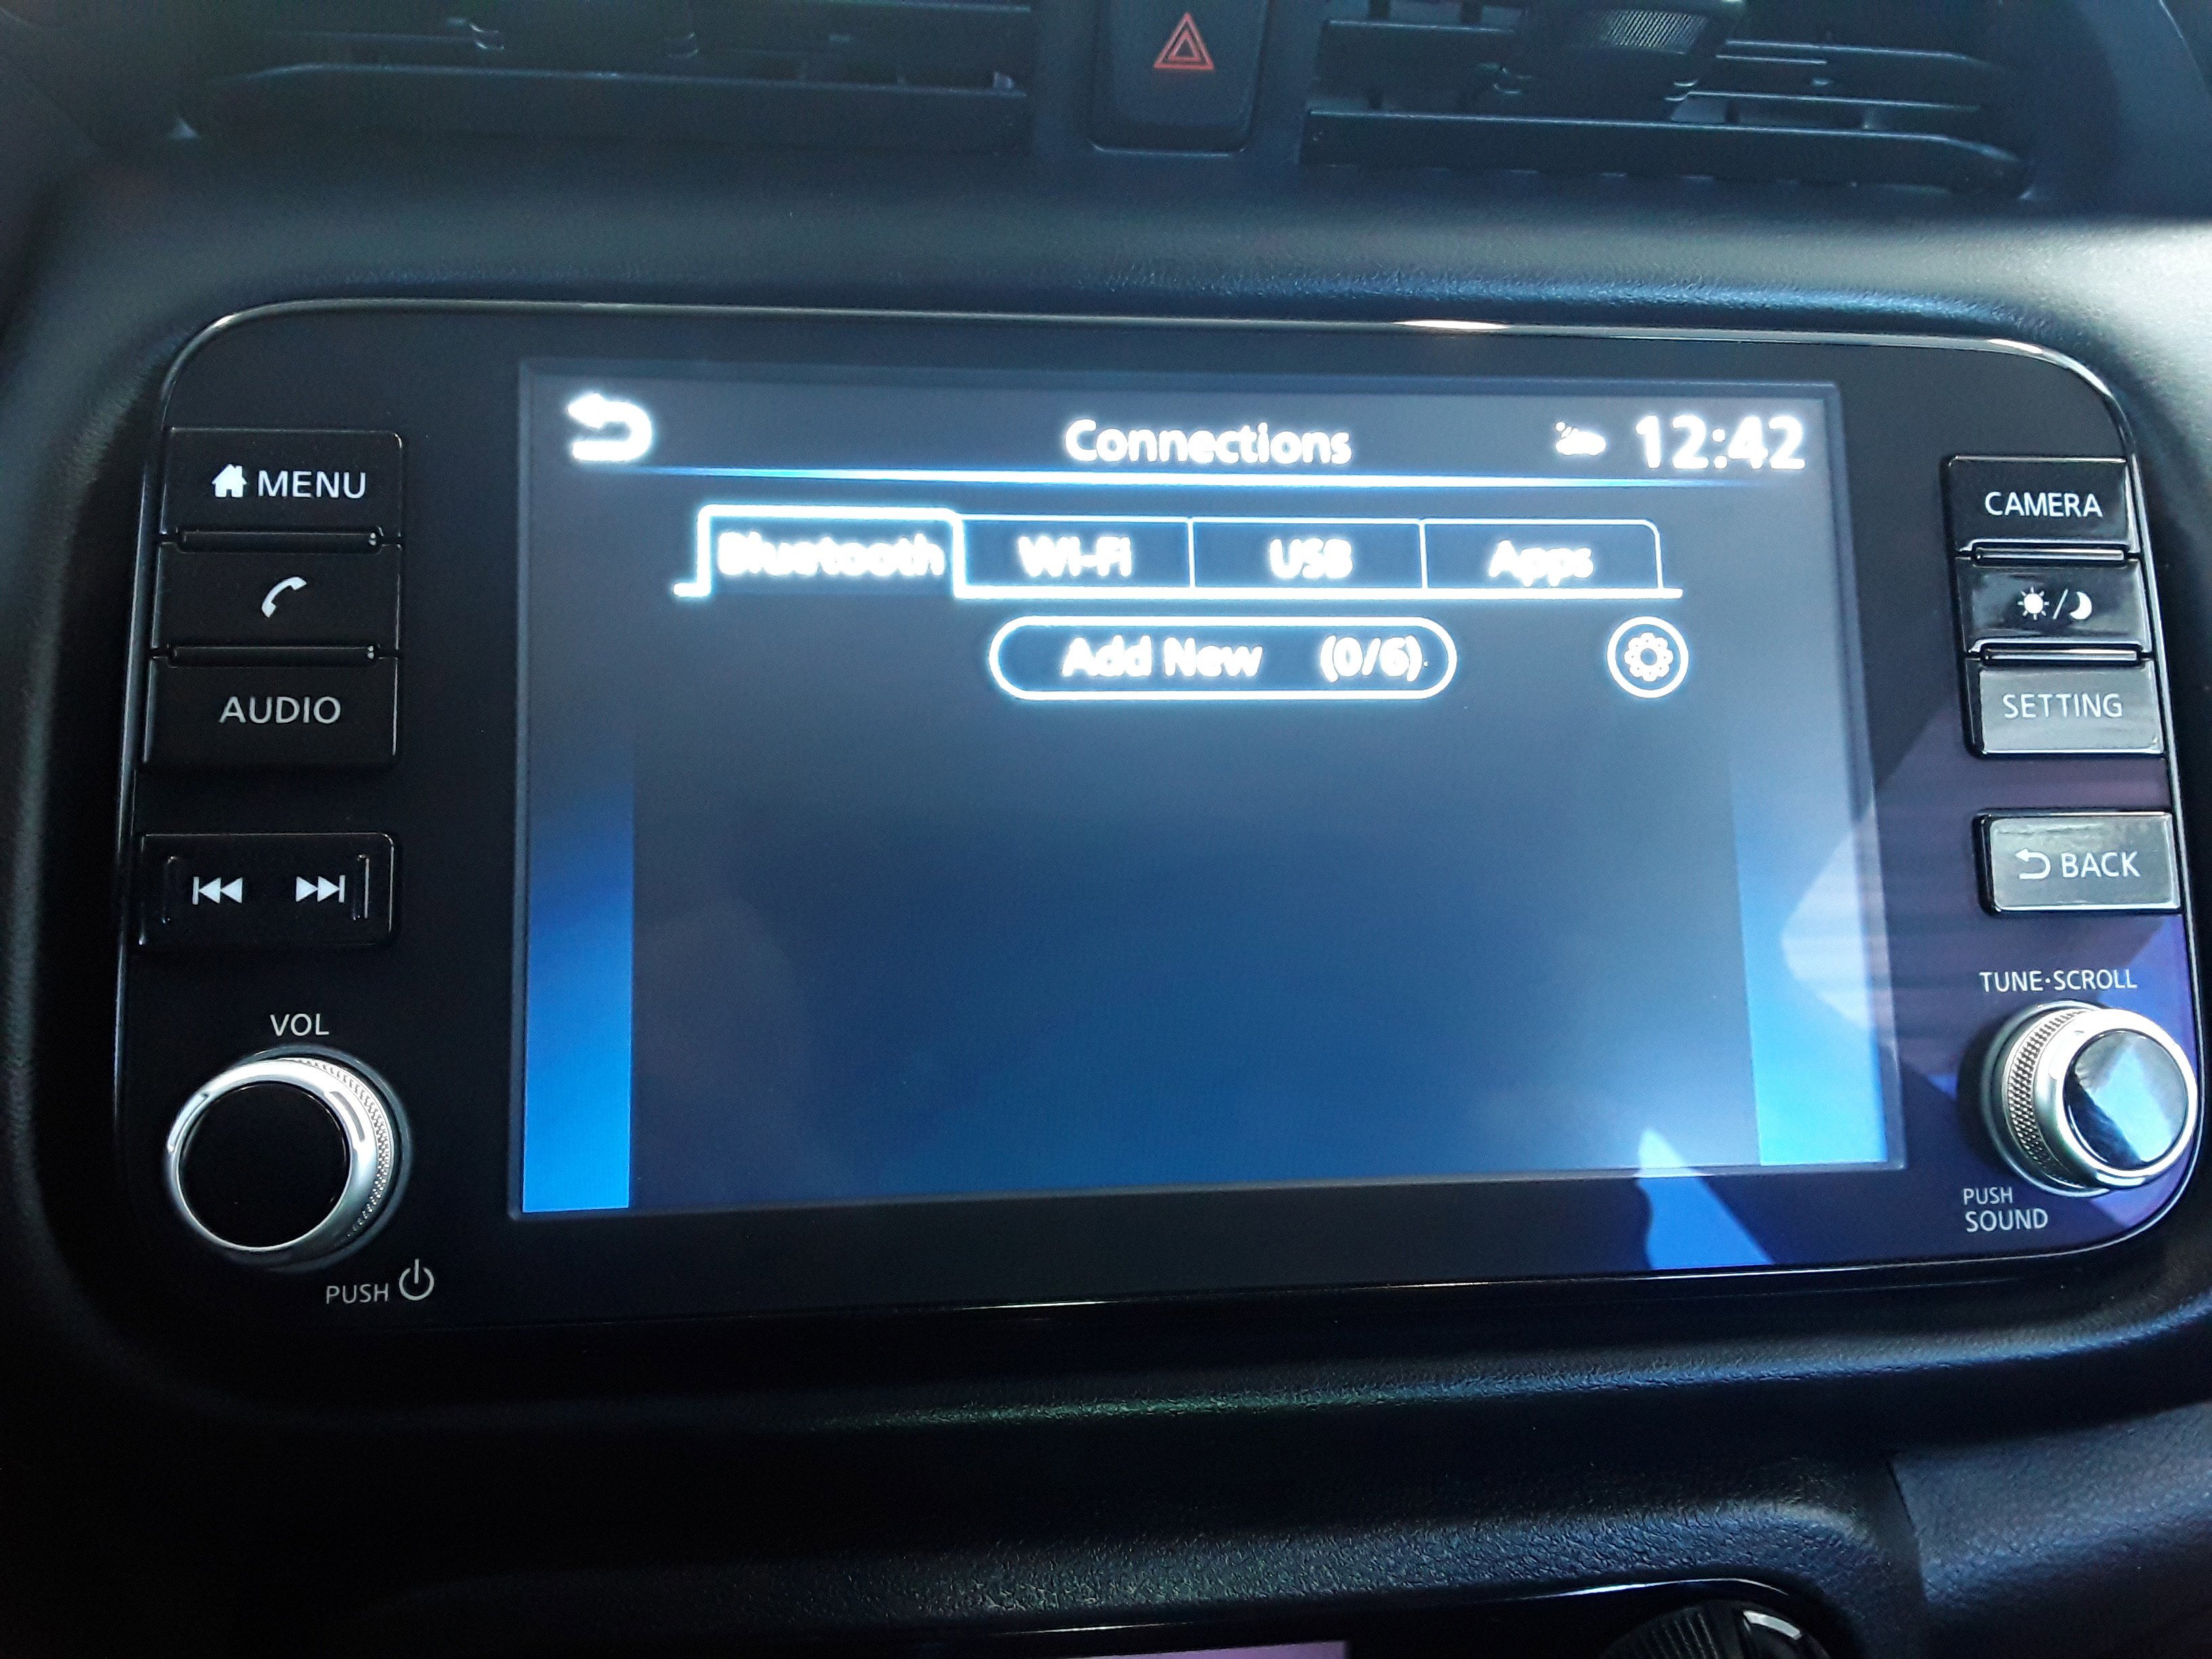 Connections
12:42
Bluetooth
Wi-Fi
USB
Apps
Add New (0/6)
MENU
AUDIO
VOL
PUSH
CAMERA
SETTING
BACK
TUNE·SCROLL
PUSH
SOUND